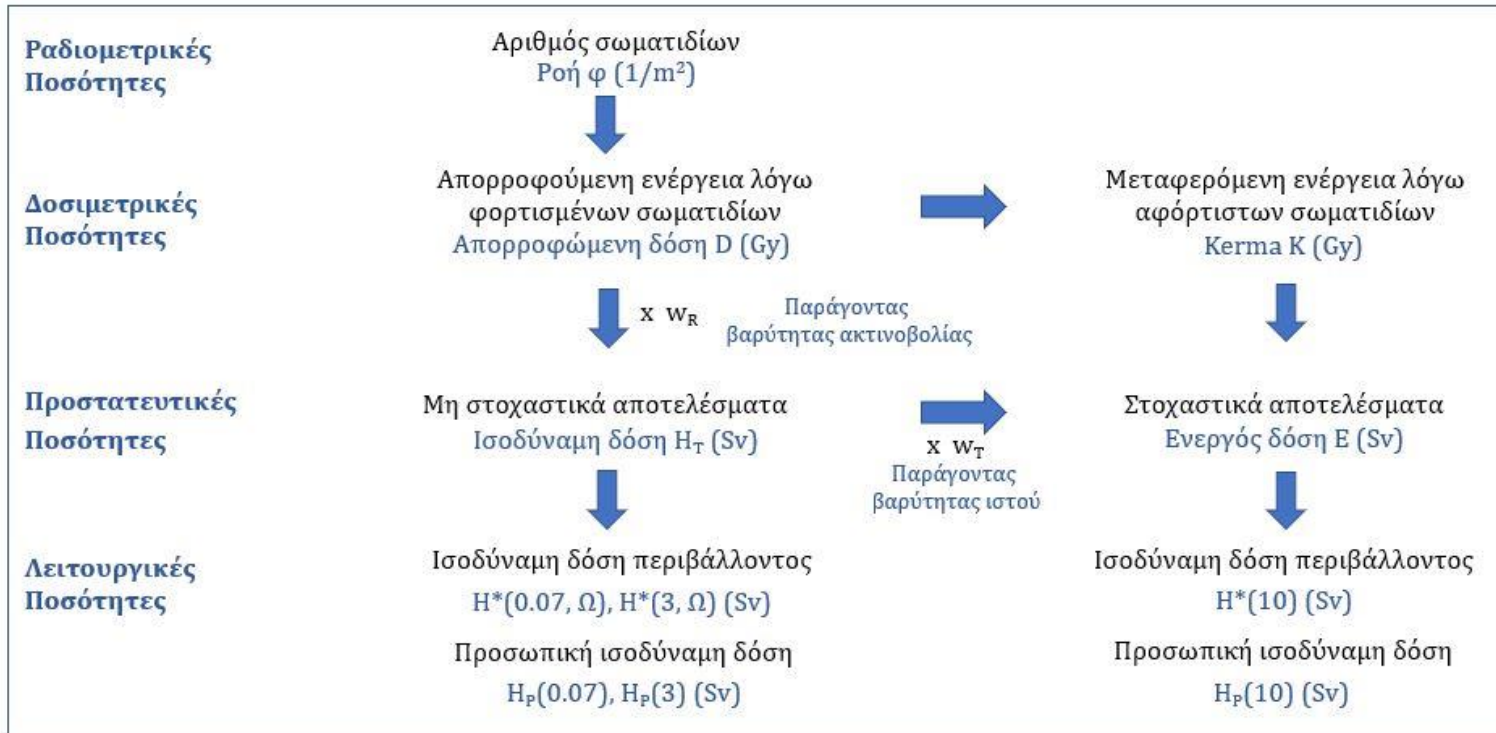 Ραδιομετρικές
Ποσότητες
Αριθμός σωματιδίων
Ροή φ (1/m²)
Δοσιμετρικές
Ποσότητες
Απορροφούμενη ενέργεια λόγω
φορτισμένων σωματιδίων
Απορροφώμενη δόση D (Gy)
Μεταφερόμενη ενέργεια λόγω
αφόρτιστων σωματιδίων
Kerma K (Gy)
x w_R
Παράγοντας
βαρύτητας ακτινοβολίας
Προστατευτικές
Ποσότητες
Μη στοχαστικά αποτελέσματα
Ισοδύναμη δόση H_T (Sv)
x w_T
Παράγοντας
βαρύτητας ιστού
Στοχαστικά αποτελέσματα
Ενεργός δόση E (Sv)
Λειτουργικές
Ποσότητες
Ισοδύναμη δόση περιβάλλοντος
H*(0.07, Ω), H*(3, Ω) (Sv)
Προσωπική ισοδύναμη δόση
H_P(0.07), H_P(3) (Sv)
Ισοδύναμη δόση περιβάλλοντος
H*(10) (Sv)
Προσωπική ισοδύναμη δόση
H_P(10) (Sv)